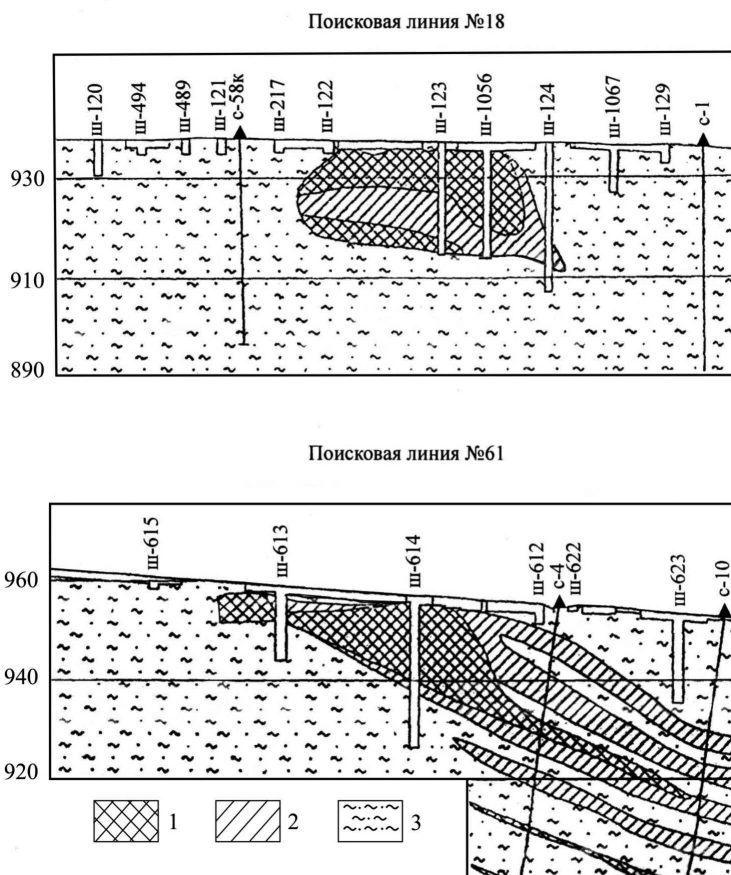 Поисковая линия №18
ш-120
ш-494
ш-489
ш-121
с-58к
ш-217
ш-122
ш-123
ш-1056
ш-124
ш-1067
ш-129
с-1
930
910
890
Поисковая линия №61
ш-615
ш-613
ш-614
ш-612
с-4
ш-622
ш-623
с-10
960
940
920
1
2
3